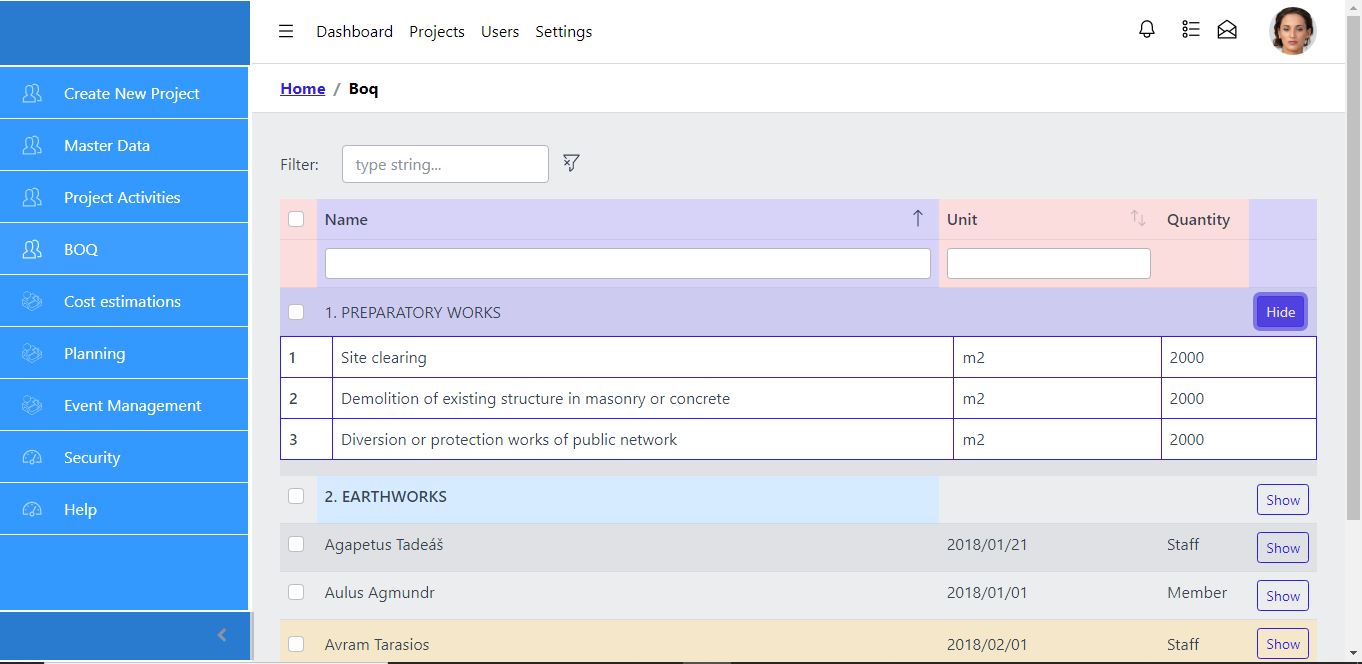 Dashboard Projects Users Settings
Home / Boq
Create New Project
Master Data
Project Activities
BOQ
Cost estimations
Planning
Event Management
Security
Help
Filter: type string...
Name Unit Quantity
1. PREPARATORY WORKS Hide
1 Site clearing m2 2000
2 Demolition of existing structure in masonry or concrete m2 2000
3 Diversion or protection works of public network m2 2000
2. EARTHWORKS Show
Agapetus Tadeáš 2018/01/21 Staff Show
Aulus Agmundr 2018/01/01 Member Show
Avram Tarasios 2018/02/01 Staff Show